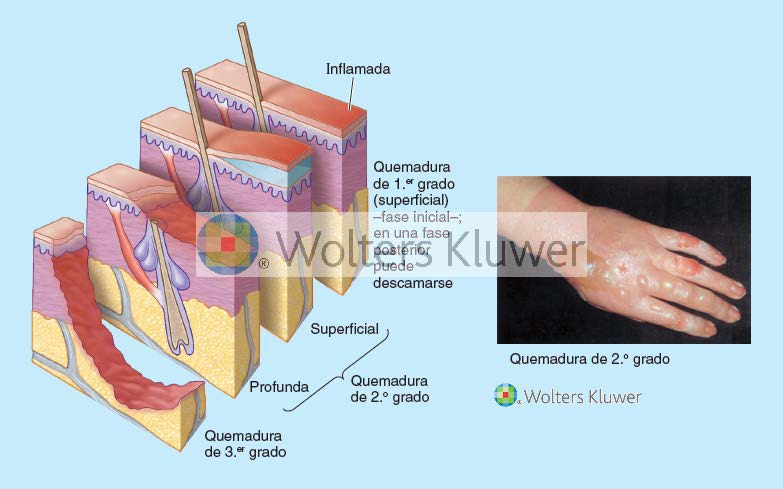 Inflamada
Quemadura
de 1.er grado
(superficial)
–fase inicial–;
en una fase
posterior
puede
descamarse
Wolters Kluwer
®
Superficial
Profunda
Quemadura
de 2.º grado
Quemadura
de 3.er grado
Quemadura de 2.º grado
Wolters Kluwer